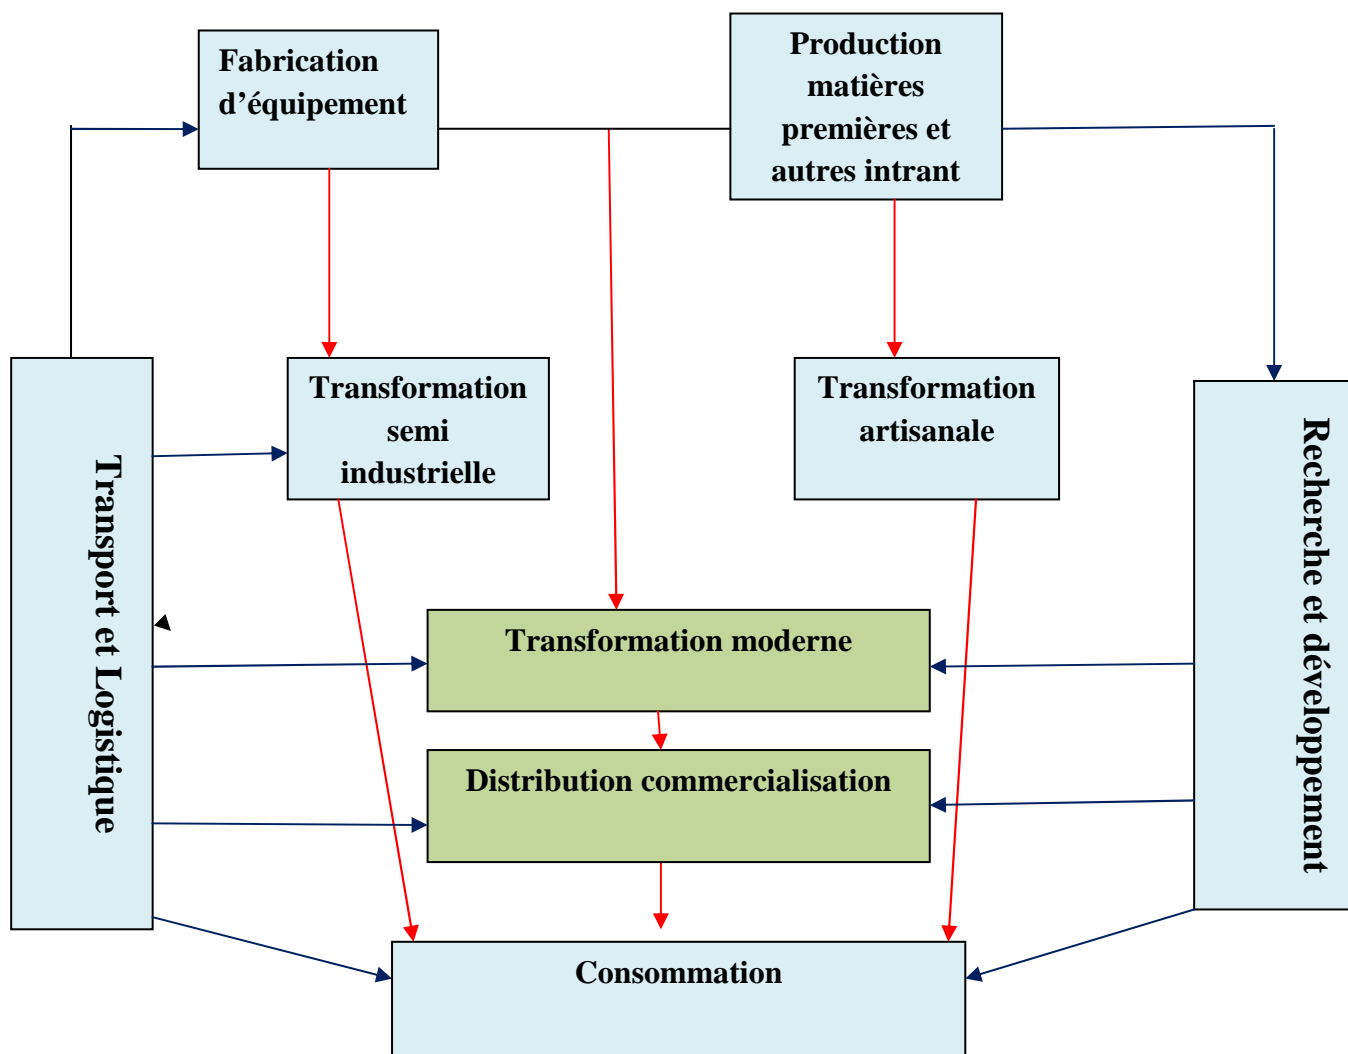 Fabrication
d’équipement
Production
matières
premières et
autres intrant
Transformation
semi
industrielle
Transformation
artisanale
Transport et Logistique
Recherche et développement
Transformation moderne
Distribution commercialisation
Consommation